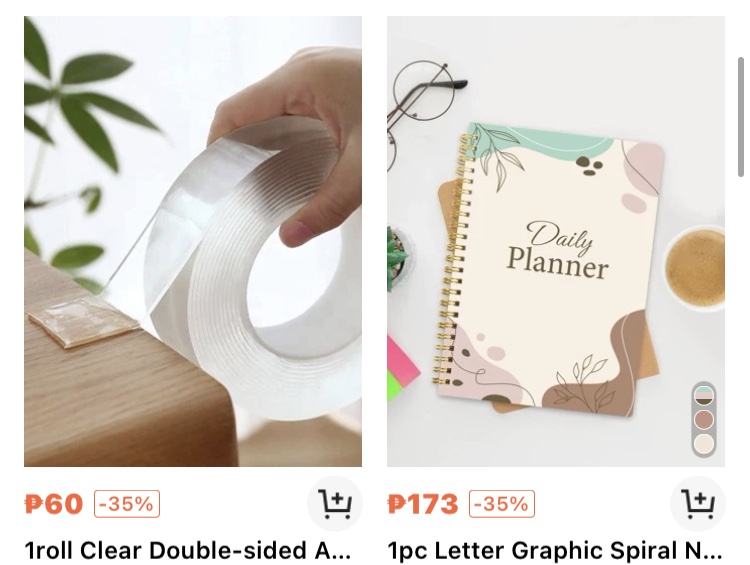 Daily
Planner
₱60 -35%
₱173 -35%
1roll Clear Double-sided A...
1pc Letter Graphic Spiral N...